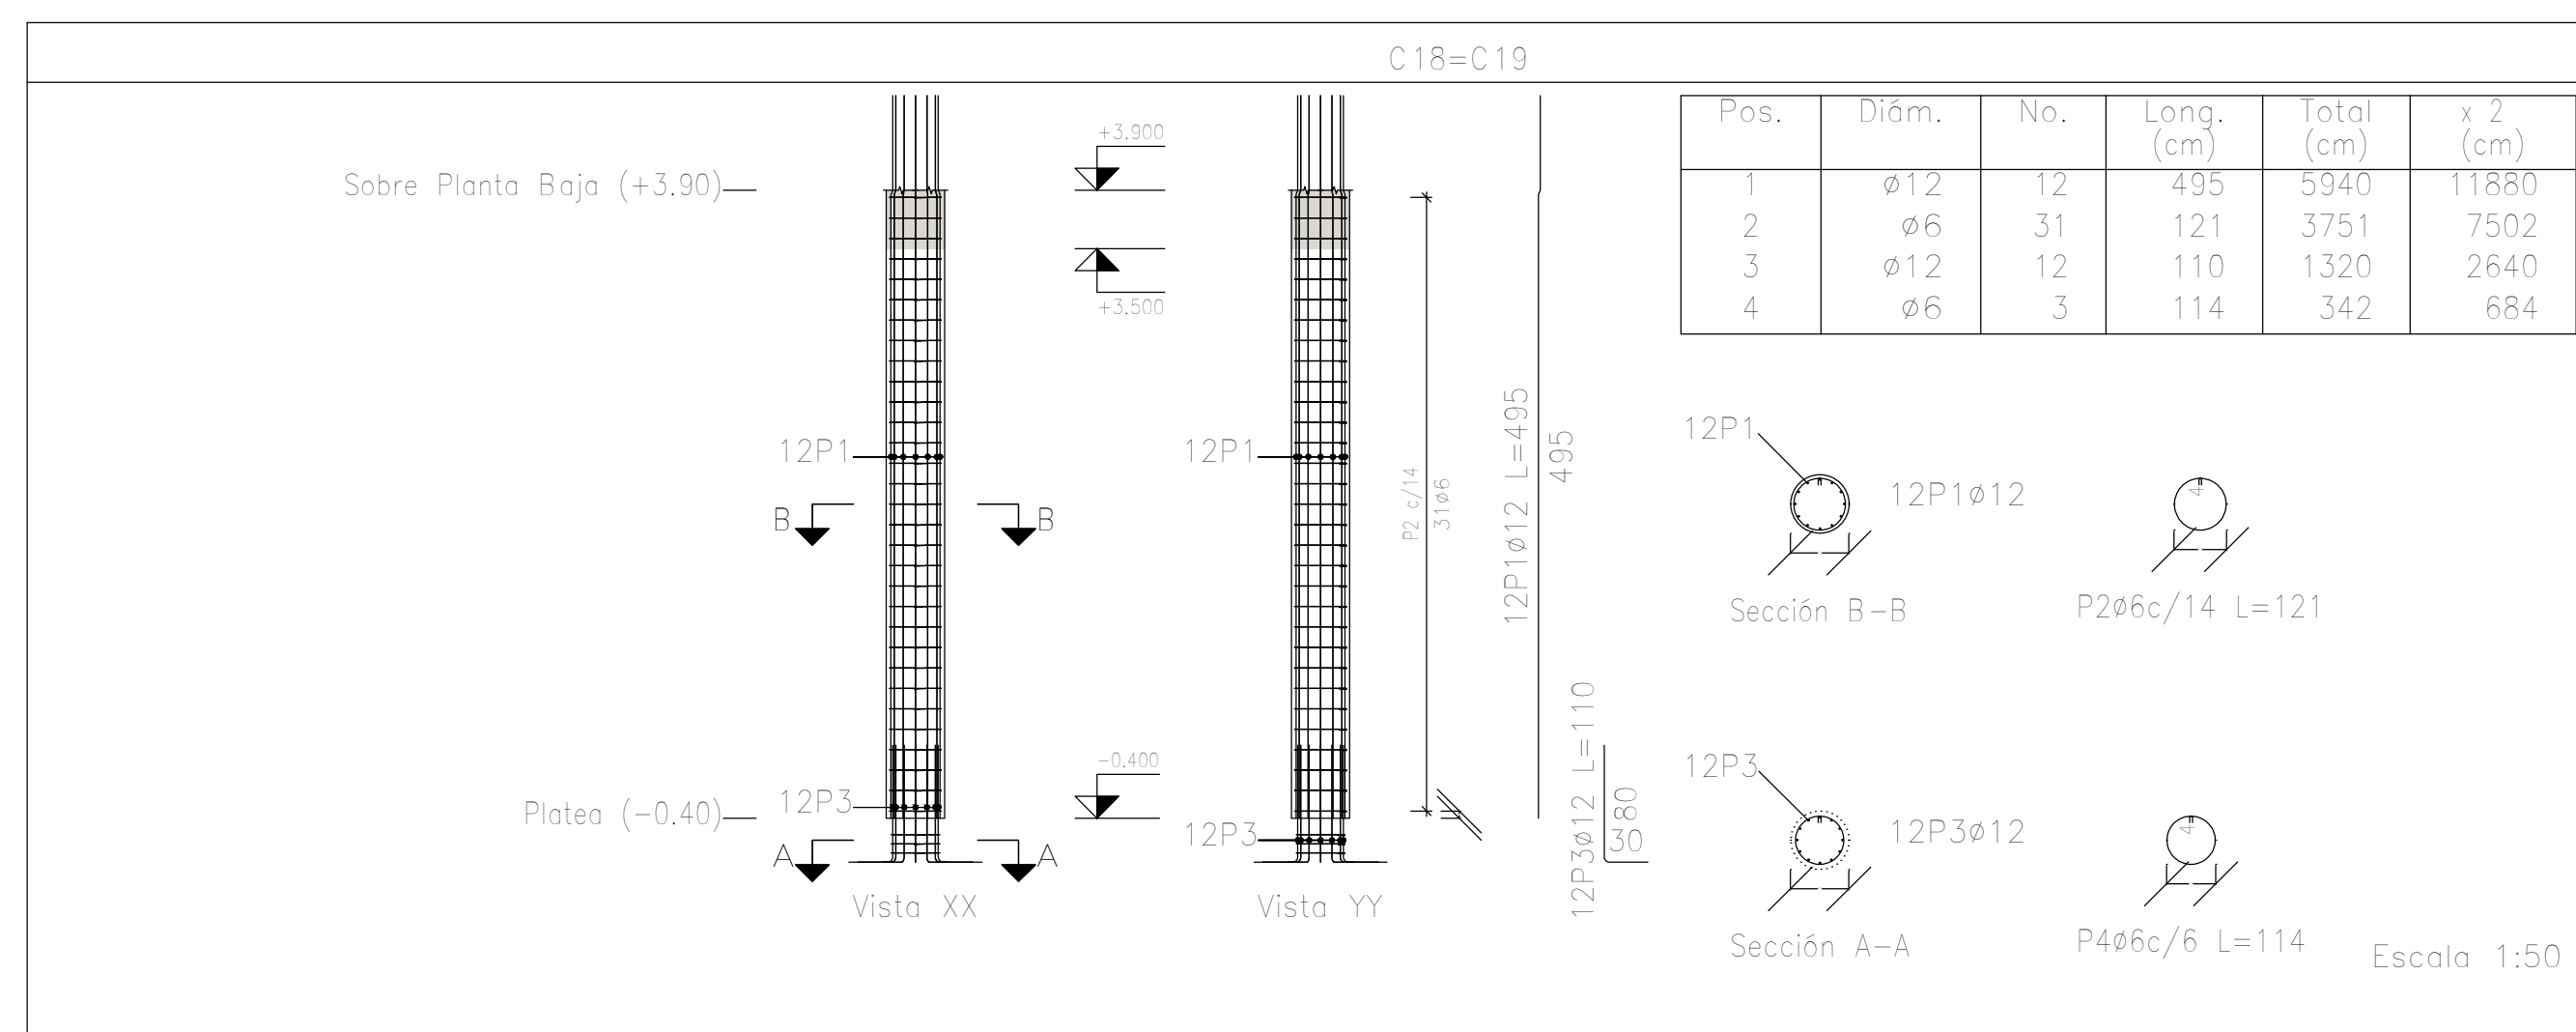 C18=C19
Sobre Planta Baja (+3.90)
+3.900
+3.500
12P1
B
B
12P3
Platea (-0.40)
-0.400
A
A
Vista XX
12P1
12P3
Vista YY
P2 c/14
31ø6
12P1ø12 L=495
495
12P3ø12 L=110
80
30
Pos. Diám. No. Long. (cm) Total (cm) x 2 (cm)
1 ø12 12 495 5940 11880
2 ø6 31 121 3751 7502
3 ø12 12 110 1320 2640
4 ø6 3 114 342 684
12P1
12P1ø12
Sección B-B
4
P2ø6c/14 L=121
12P3
12P3ø12
Sección A-A
4
P4ø6c/6 L=114
Escala 1:50